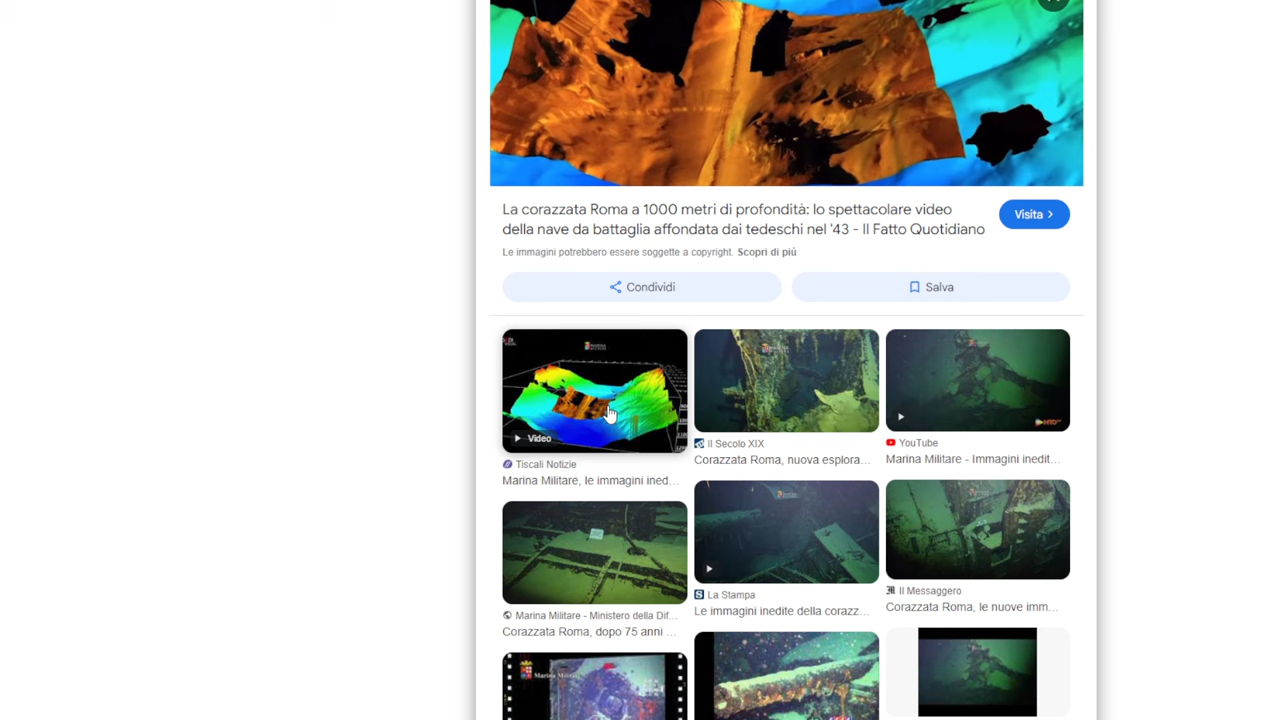 La corazzata Roma a 1000 metri di profondità: lo spettacolare video
della nave da battaglia affondata dai tedeschi nel '43 - Il Fatto Quotidiano
Visita
Le immagini potrebbero essere soggette a copyright. Scopri di più
Condividi
Salva
Video
Tiscali Notizie
Marina Militare, le immagini ined...
Il Secolo XIX
Corazzata Roma, nuova esplora...
YouTube
Marina Militare - Immagini inedit...
Marina Militare - Ministero della Dif...
Corazzata Roma, dopo 75 anni ...
La Stampa
Le immagini inedite della corazz...
Il Messaggero
Corazzata Roma, le nuove imm...